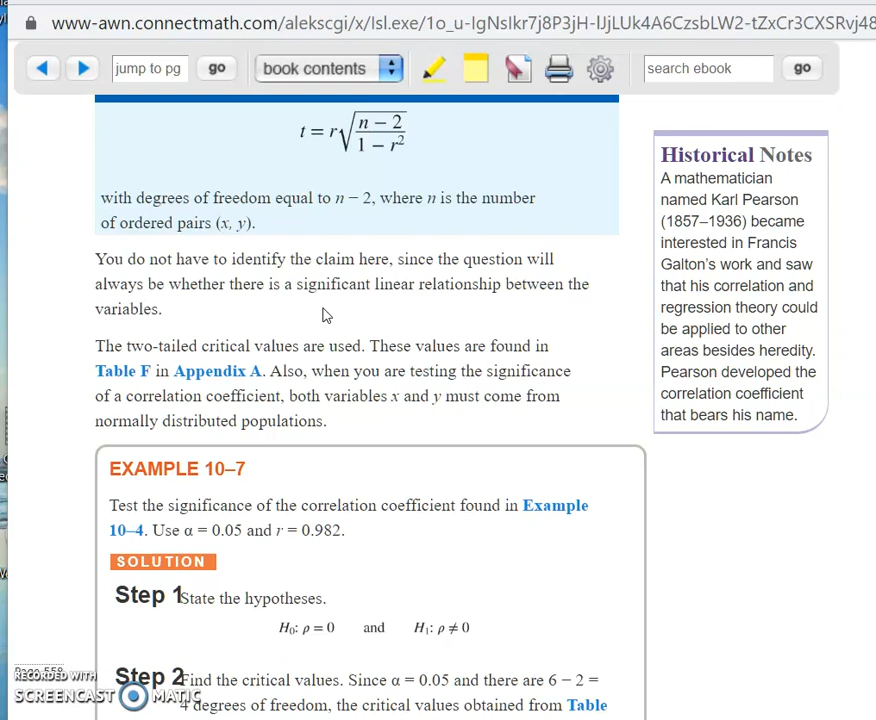 www-awn.connectmath.com/alekscgi/x/Isl.exe/1o_u-IgNslkr7j8P3jH-lJjLUk4A6CzsbLW2-tZxCr3CXSRvj48
jump to pg go book contents search ebook go
t = r√((n − 2)/(1 − r²))
with degrees of freedom equal to n − 2, where n is the number
of ordered pairs (x, y).
You do not have to identify the claim here, since the question will
always be whether there is a significant linear relationship between the
variables.
The two-tailed critical values are used. These values are found in
Table F in Appendix A. Also, when you are testing the significance
of a correlation coefficient, both variables x and y must come from
normally distributed populations.
EXAMPLE 10–7
Test the significance of the correlation coefficient found in Example
10–4. Use α = 0.05 and r = 0.982.
SOLUTION
Step 1 State the hypotheses.
H₀: ρ = 0 and H₁: ρ ≠ 0
Step 2 Find the critical values. Since α = 0.05 and there are 6 − 2 =
4 degrees of freedom, the critical values obtained from Table
Historical Notes
A mathematician
named Karl Pearson
(1857–1936) became
interested in Francis
Galton's work and saw
that his correlation and
regression theory could
be applied to other
areas besides heredity.
Pearson developed the
correlation coefficient
that bears his name.
Page 558
RECORDED WITH
SCREENCAST MATIC